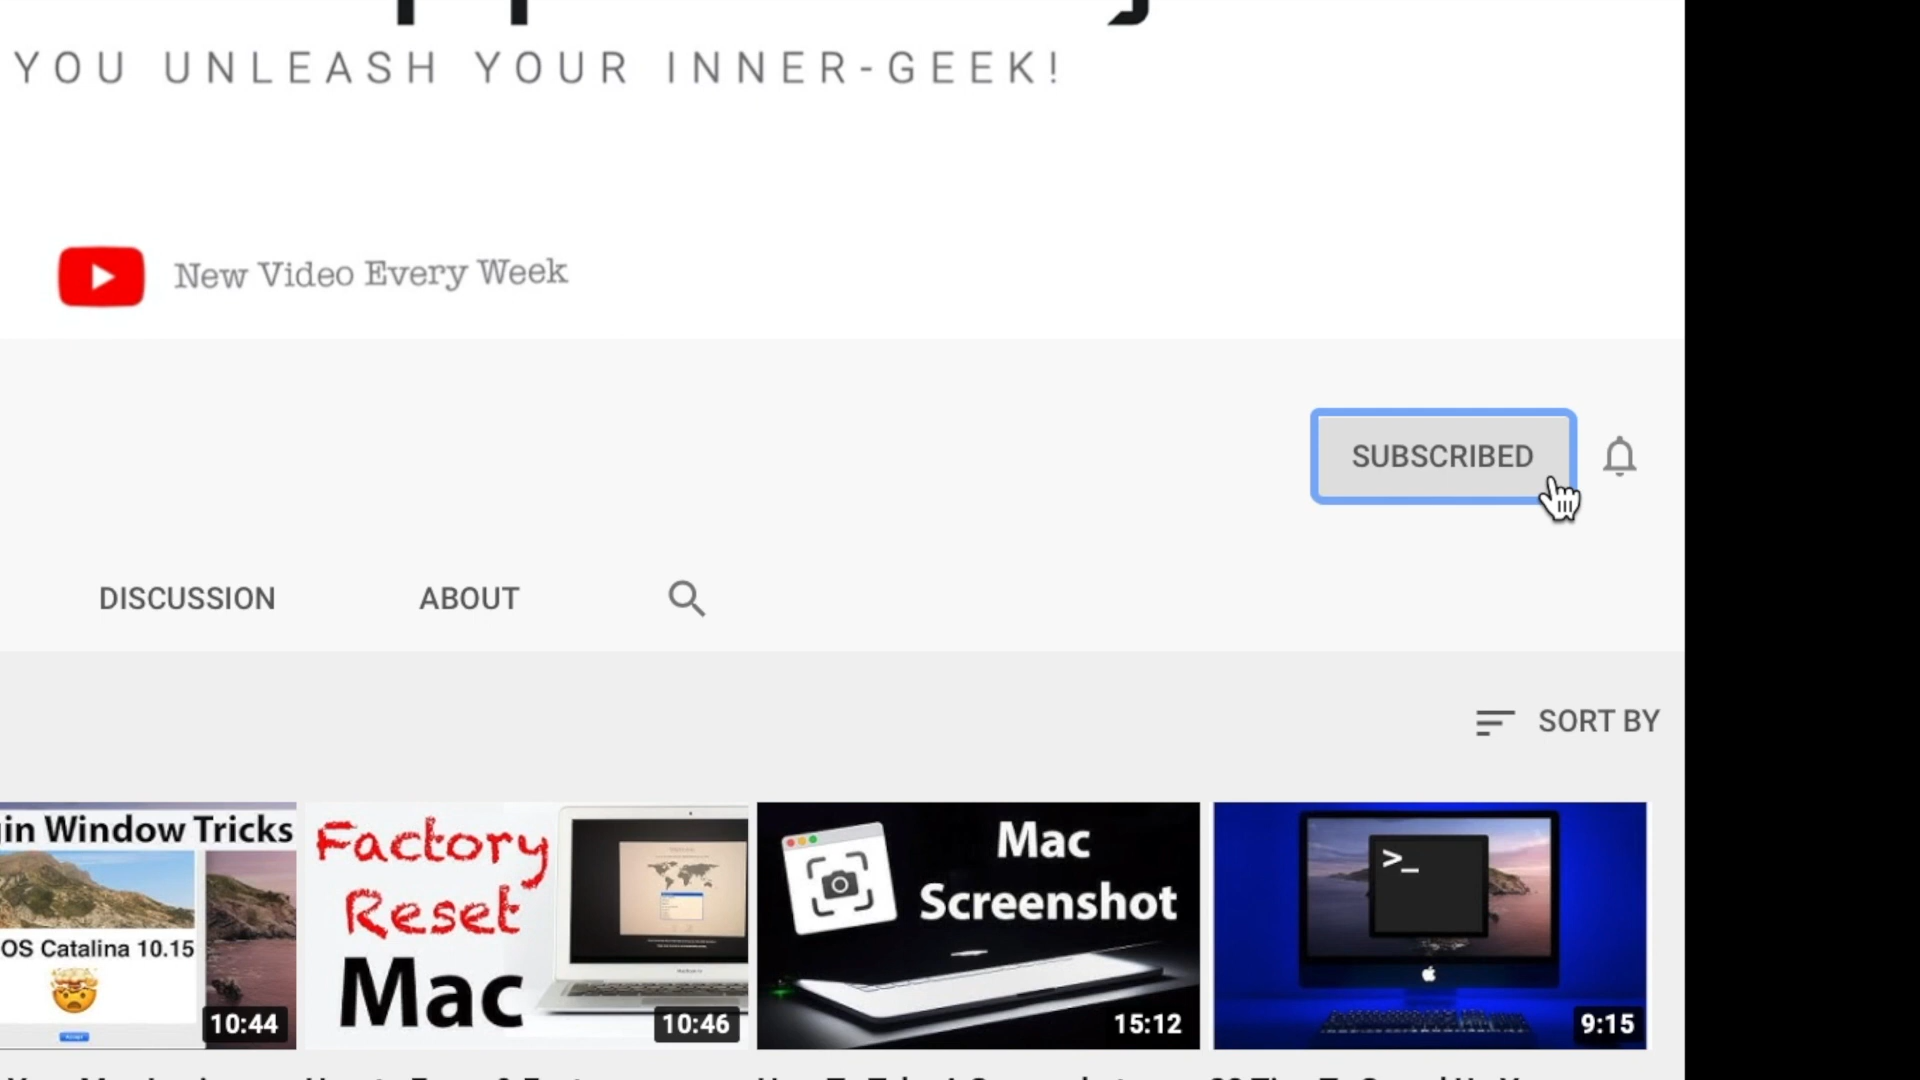 YOU UNLEASH YOUR INNER-GEEK!
New Video Every Week
SUBSCRIBED
DISCUSSION
ABOUT
SORT BY
in Window Tricks
OS Catalina 10.15
10:44
Factory
Reset
Mac
10:46
Mac
Screenshot
15:12
>_
9:15